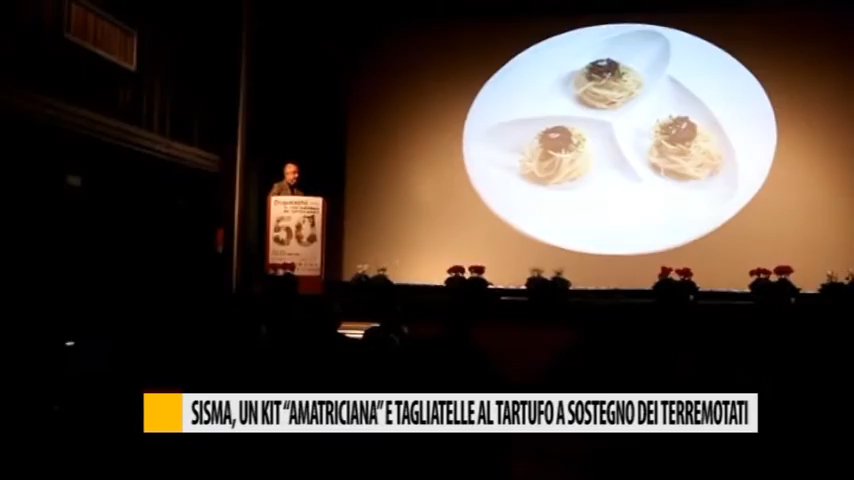 50
SISMA, UN KIT “AMATRICIANA” E TAGLIATELLE AL TARTUFO A SOSTEGNO DEI TERREMOTATI